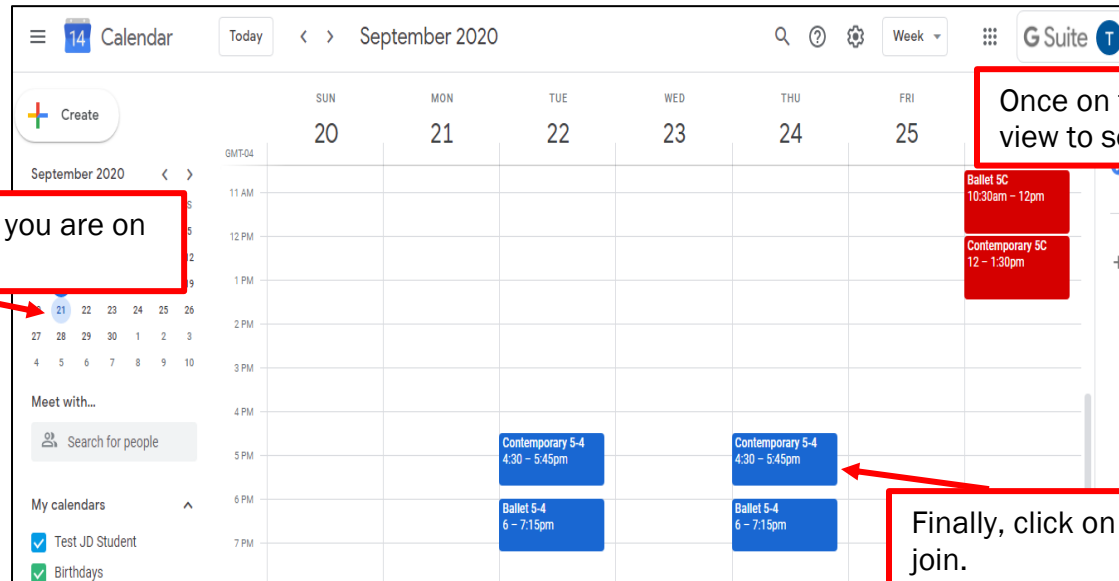 14 Calendar Today September 2020 Week G Suite T
Create
SUN MON TUE WED THU FRI
20 21 22 23 24 25
GMT-04
Once on
view to
September 2020
S
5
12
19
you are on
21 22 23 24 25 26
27 28 29 30 1 2 3
4 5 6 7 8 9 10
Meet with...
Search for people
My calendars
Test JD Student
Birthdays
11 AM
12 PM
1 PM
2 PM
3 PM
4 PM
5 PM
6 PM
7 PM
Contemporary 5-4
4:30 – 5:45pm
Ballet 5-4
6 – 7:15pm
Contemporary 5-4
4:30 – 5:45pm
Ballet 5-4
6 – 7:15pm
Ballet 5C
10:30am – 12pm
Contemporary 5C
12 – 1:30pm
Finally, click on
join.